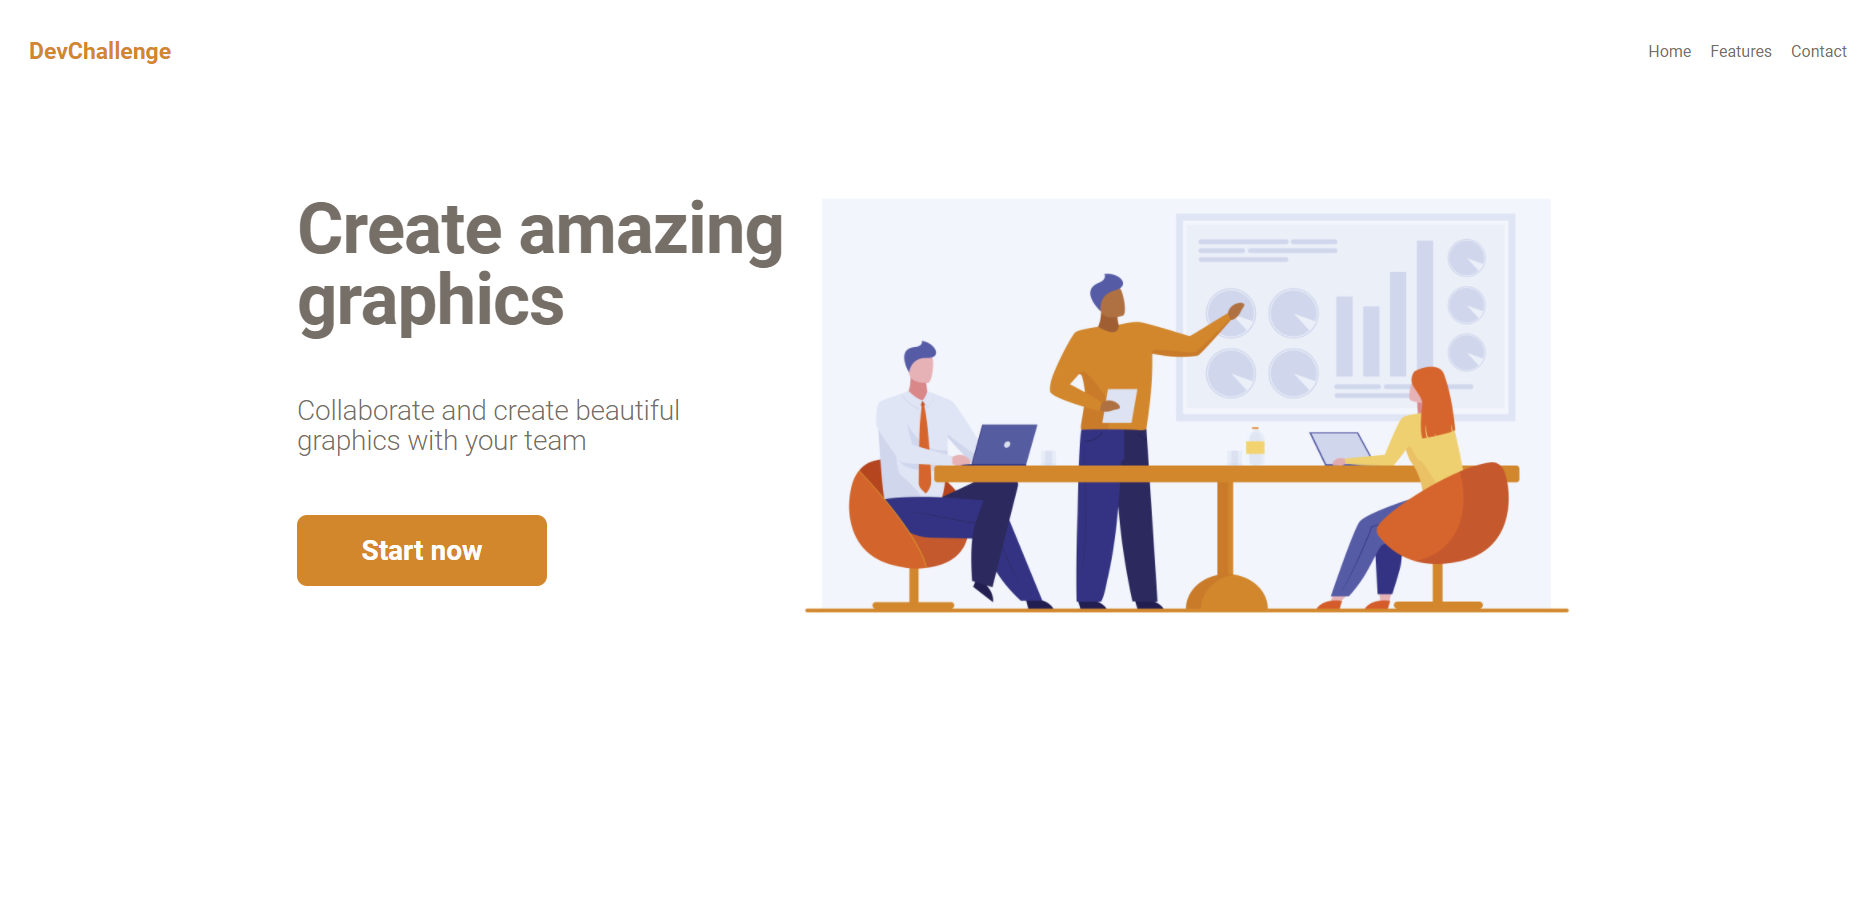 DevChallenge
Home Features Contact
Create amazing
graphics
Collaborate and create beautiful
graphics with your team
Start now